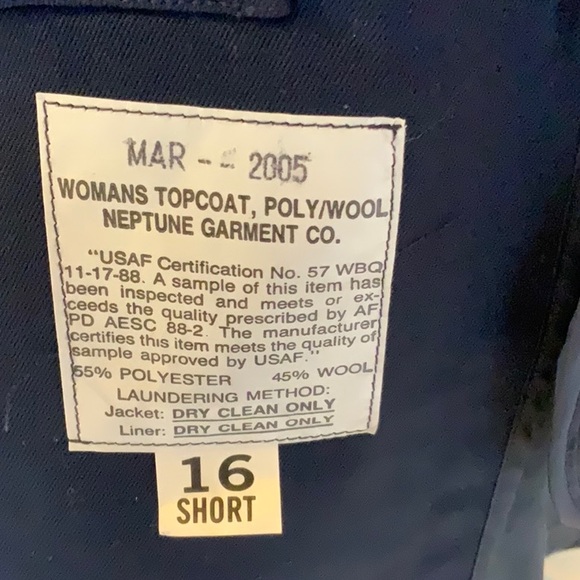 MAR -- 2005
WOMANS TOPCOAT, POLY/WOOL
NEPTUNE GARMENT CO.
"USAF Certification No. 57 WBQ
11-17-88. A sample of this item has
been inspected and meets or ex-
ceeds the quality prescribed by AF
PD AESC 88-2. The manufacturer
certifies this item meets the quality of
sample approved by USAF."
55% POLYESTER 45% WOOL
LAUNDERING METHOD:
Jacket: DRY CLEAN ONLY
Liner: DRY CLEAN ONLY
16
SHORT